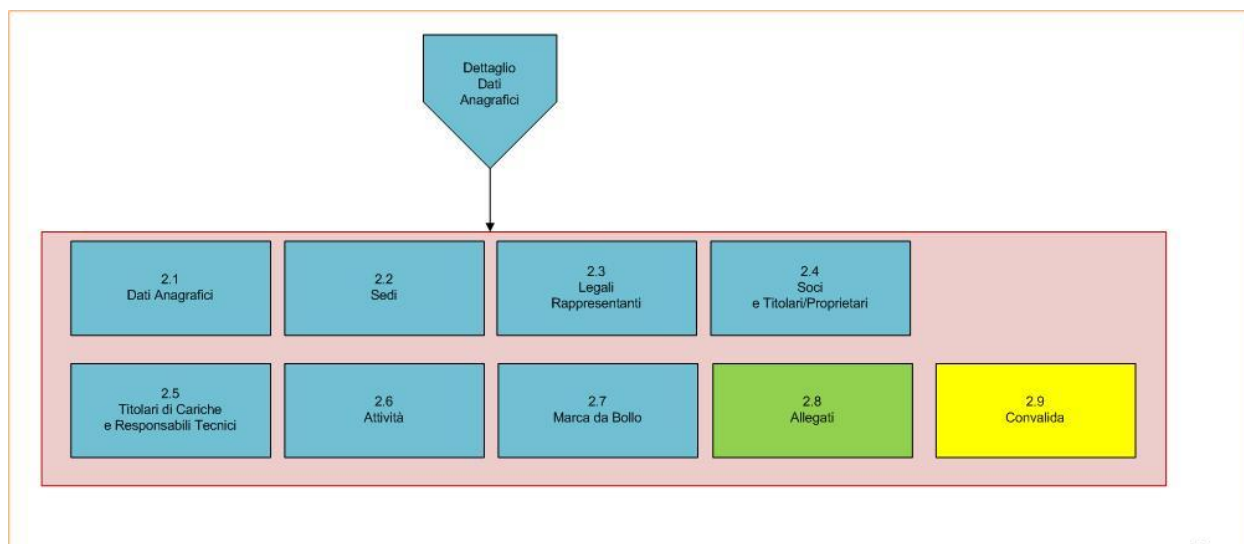 Dettaglio
Dati
Anagrafici
2.1
Dati Anagrafici
2.2
Sedi
2.3
Legali
Rappresentanti
2.4
Soci
e Titolari/Proprietari
2.5
Titolari di Cariche
e Responsabili Tecnici
2.6
Attività
2.7
Marca da Bollo
2.8
Allegati
2.9
Convalida